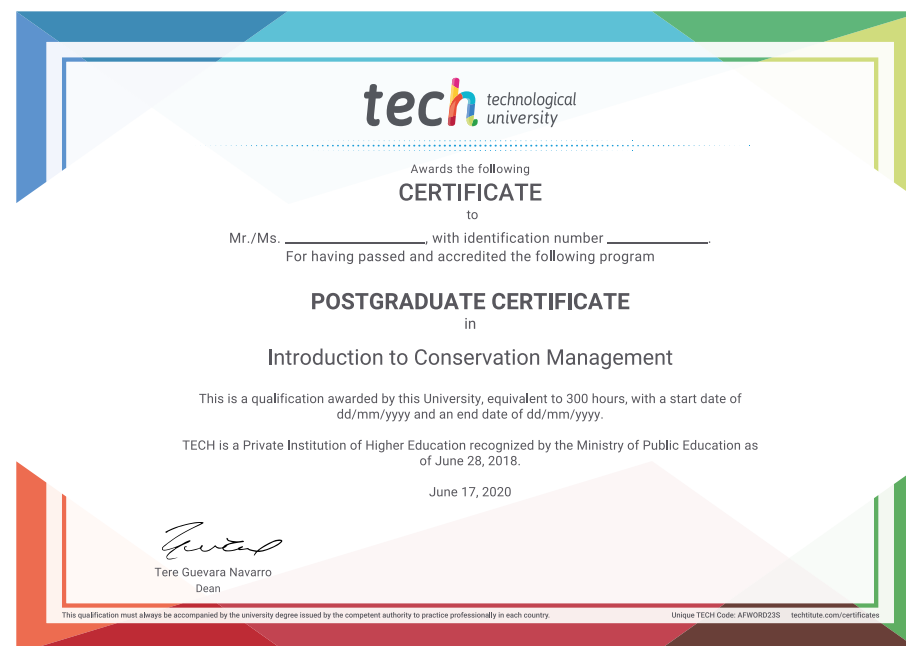 tech technological
university
Awards the following
CERTIFICATE
to
Mr./Ms. ____________________, with identification number ______________.
For having passed and accredited the following program
POSTGRADUATE CERTIFICATE
in
Introduction to Conservation Management
This is a qualification awarded by this University, equivalent to 300 hours, with a start date of
dd/mm/yyyy and an end date of dd/mm/yyyy.
TECH is a Private Institution of Higher Education recognized by the Ministry of Public Education as
of June 28, 2018.
June 17, 2020
Tere Guevara Navarro
Dean
This qualification must always be accompanied by the university degree issued by the competent authority to practice professionally in each country. Unique TECH Code: AFWORD23S techtitute.com/certificates